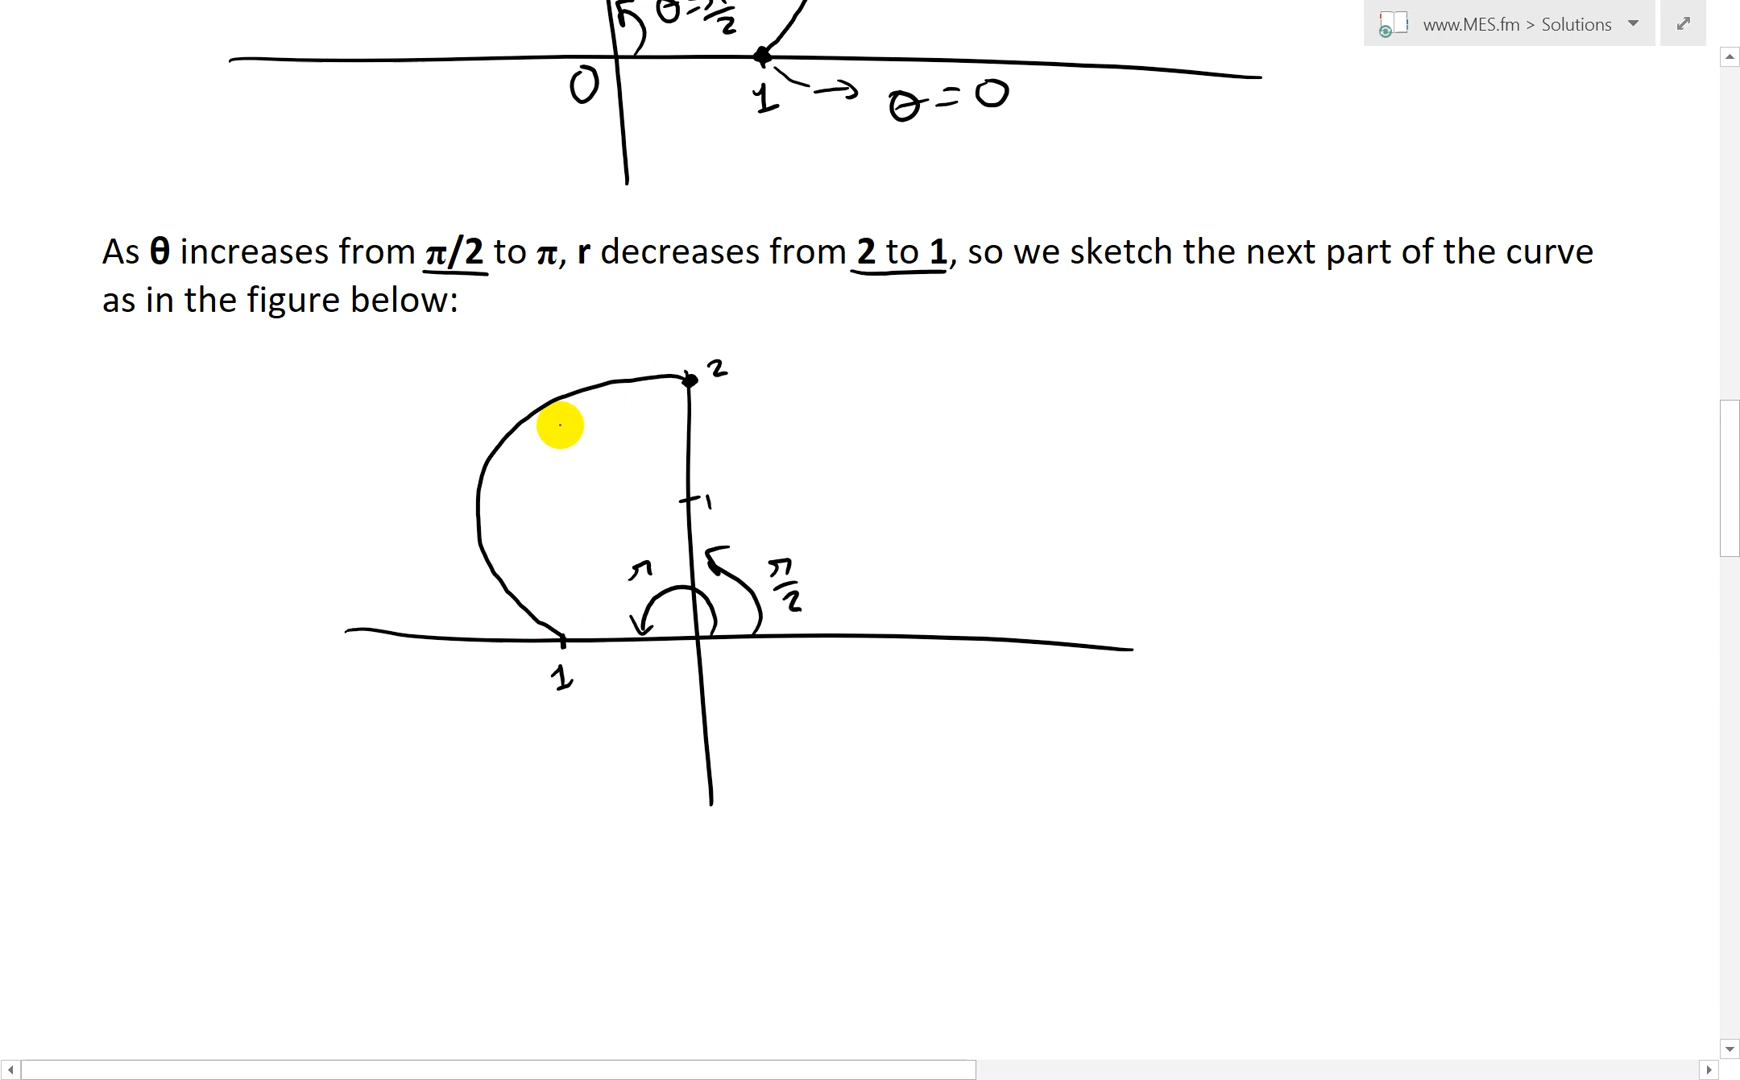 www.MES.fm > Solutions
θ=π/2
0
1 → θ=0
As θ increases from π/2 to π, r decreases from 2 to 1, so we sketch the next part of the curve
as in the figure below:
2
1
π
π/2
1